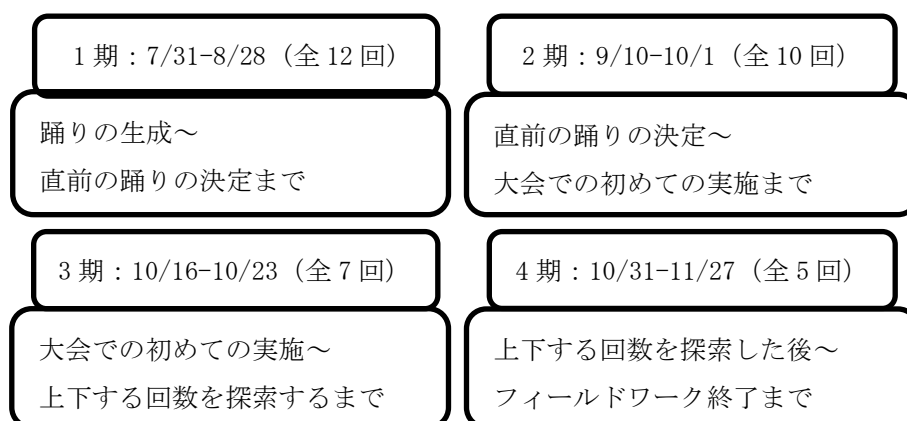 1期：7/31-8/28（全12回）
踊りの生成～
直前の踊りの決定まで
2期：9/10-10/1（全10回）
直前の踊りの決定～
大会での初めての実施まで
3期：10/16-10/23（全7回）
大会での初めての実施～
上下する回数を探索するまで
4期：10/31-11/27（全5回）
上下する回数を探索した後～
フィールドワーク終了まで